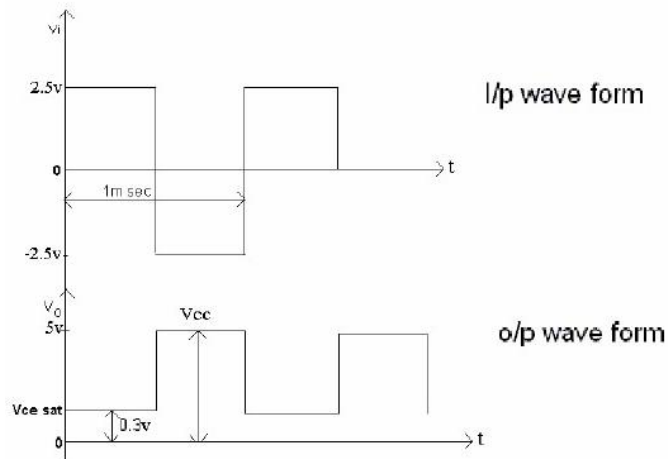 Vi
2.5v
I/p wave form
0
t
1m sec
-2.5v
Vo
Vcc
5v
o/p wave form
Vce sat
0.3v
0
t